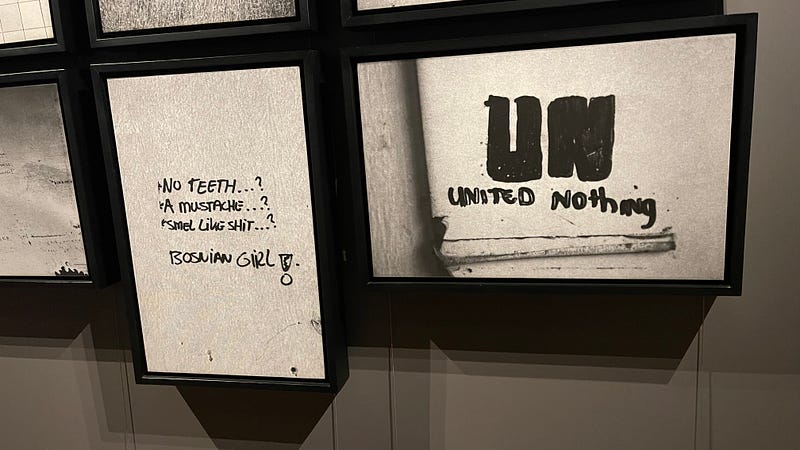 NO TEETH...?
A MUSTACHE...?
SMEL LIKE SHIT...?
BOSNIAN GIRL!.
UN
UNITED Nothing